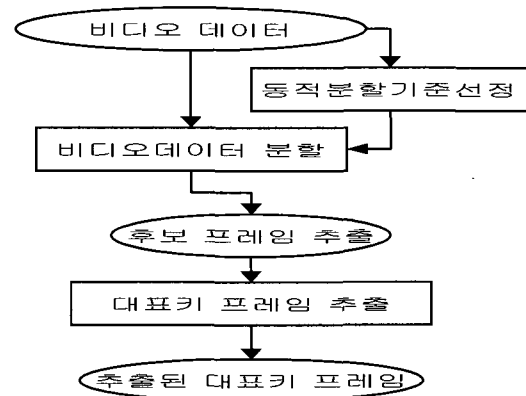 비디오 데이터
동적분할기준선정
비디오데이터 분할
후보 프레임 추출
대표키 프레임 추출
추출된 대표키 프레임